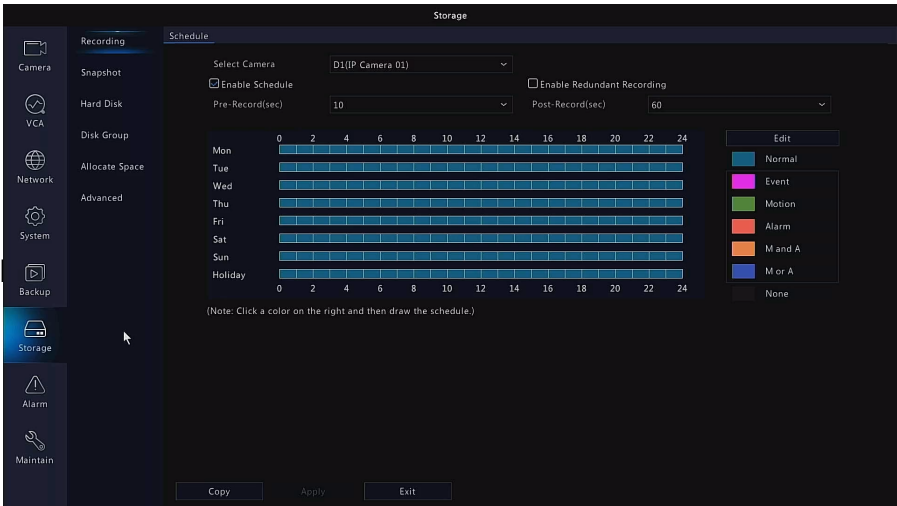 Storage
Camera
VCA
Network
System
Backup
Storage
Alarm
Maintain
Recording
Snapshot
Hard Disk
Disk Group
Allocate Space
Advanced
Schedule
Select Camera D1(IP Camera 01)
Enable Schedule Enable Redundant Recording
Pre-Record(sec) 10 Post-Record(sec) 60
0 2 4 6 8 10 12 14 16 18 20 22 24
Mon
Tue
Wed
Thu
Fri
Sat
Sun
Holiday
0 2 4 6 8 10 12 14 16 18 20 22 24
Edit
Normal
Event
Motion
Alarm
M and A
M or A
None
(Note: Click a color on the right and then draw the schedule.)
Copy Apply Exit